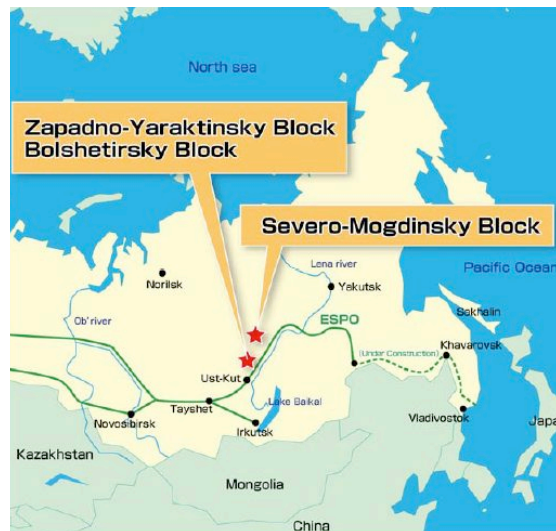 North sea
Zapadno-Yaraktinsky Block
Bolshetirsky Block
Severo-Mogdinsky Block
Lena river
Pacific Ocean
Norilsk
Yakutsk
Sakhalin
Ob' river
ESPO
(Under Construction)
Khavarovsk
Ust-Kut
Lake Baikal
Tayshet
Novosibirsk
Irkutsk
Vladivostok
Japa
Kazakhstan
Mongolia
China